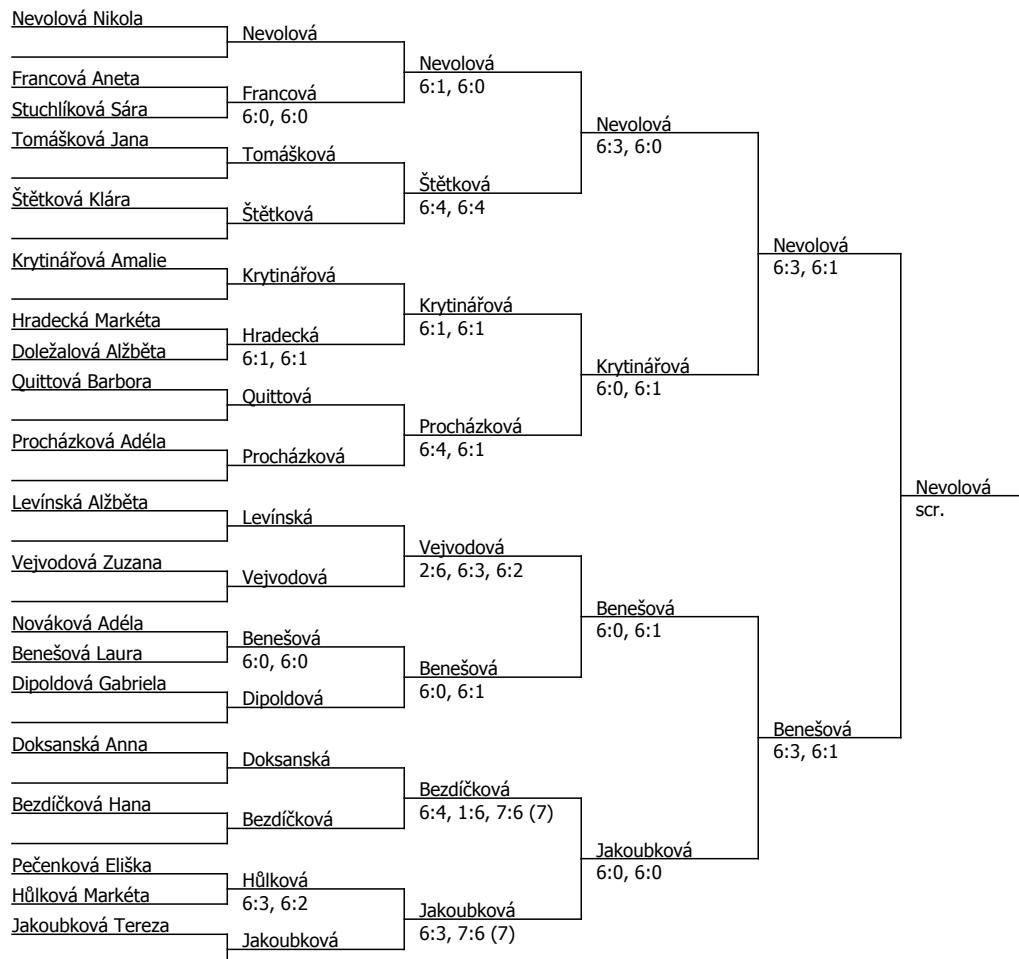 Nevolová Nikola
Nevolová
Nevolová
6:1, 6:0
Francová Aneta
Francová
6:0, 6:0
Stuchlíková Sára
Nevolová
6:3, 6:0
Tomášková Jana
Tomášková
Štětková
6:4, 6:4
Štětková Klára
Štětková
Nevolová
6:3, 6:1
Krytinářová Amalie
Krytinářová
Krytinářová
6:1, 6:1
Hradecká Markéta
Hradecká
6:1, 6:1
Doležalová Alžběta
Krytinářová
6:0, 6:1
Quittová Barbora
Quittová
Procházková
6:4, 6:1
Procházková Adéla
Procházková
Nevolová
scr.
Levínská Alžběta
Levínská
Vejvodová
2:6, 6:3, 6:2
Vejvodová Zuzana
Vejvodová
Benešová
6:0, 6:1
Nováková Adéla
Benešová
6:0, 6:0
Benešová Laura
Benešová
6:0, 6:1
Dipoldová Gabriela
Dipoldová
Benešová
6:3, 6:1
Doksanská Anna
Doksanská
Bezdíčková
6:4, 1:6, 7:6 (7)
Bezdíčková Hana
Bezdíčková
Jakoubková
6:0, 6:0
Pečenková Eliška
Hůlková
6:3, 6:2
Hůlková Markéta
Jakoubková
6:3, 7:6 (7)
Jakoubková Tereza
Jakoubková